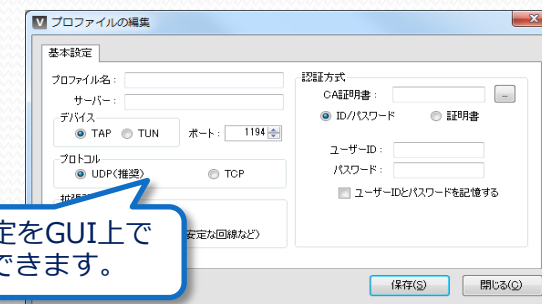 プロファイルの編集
基本設定
プロファイル名：
サーバー：
デバイス
TAP TUN ポート： 1194
プロトコル
UDP(推奨) TCP
認証方式
CA証明書： ...
ID/パスワード 証明書
ユーザーID：
パスワード：
ユーザーIDとパスワードを記憶する
定をGUI上で
できます。
安定な回線など)
保存(S) 閉じる(C)